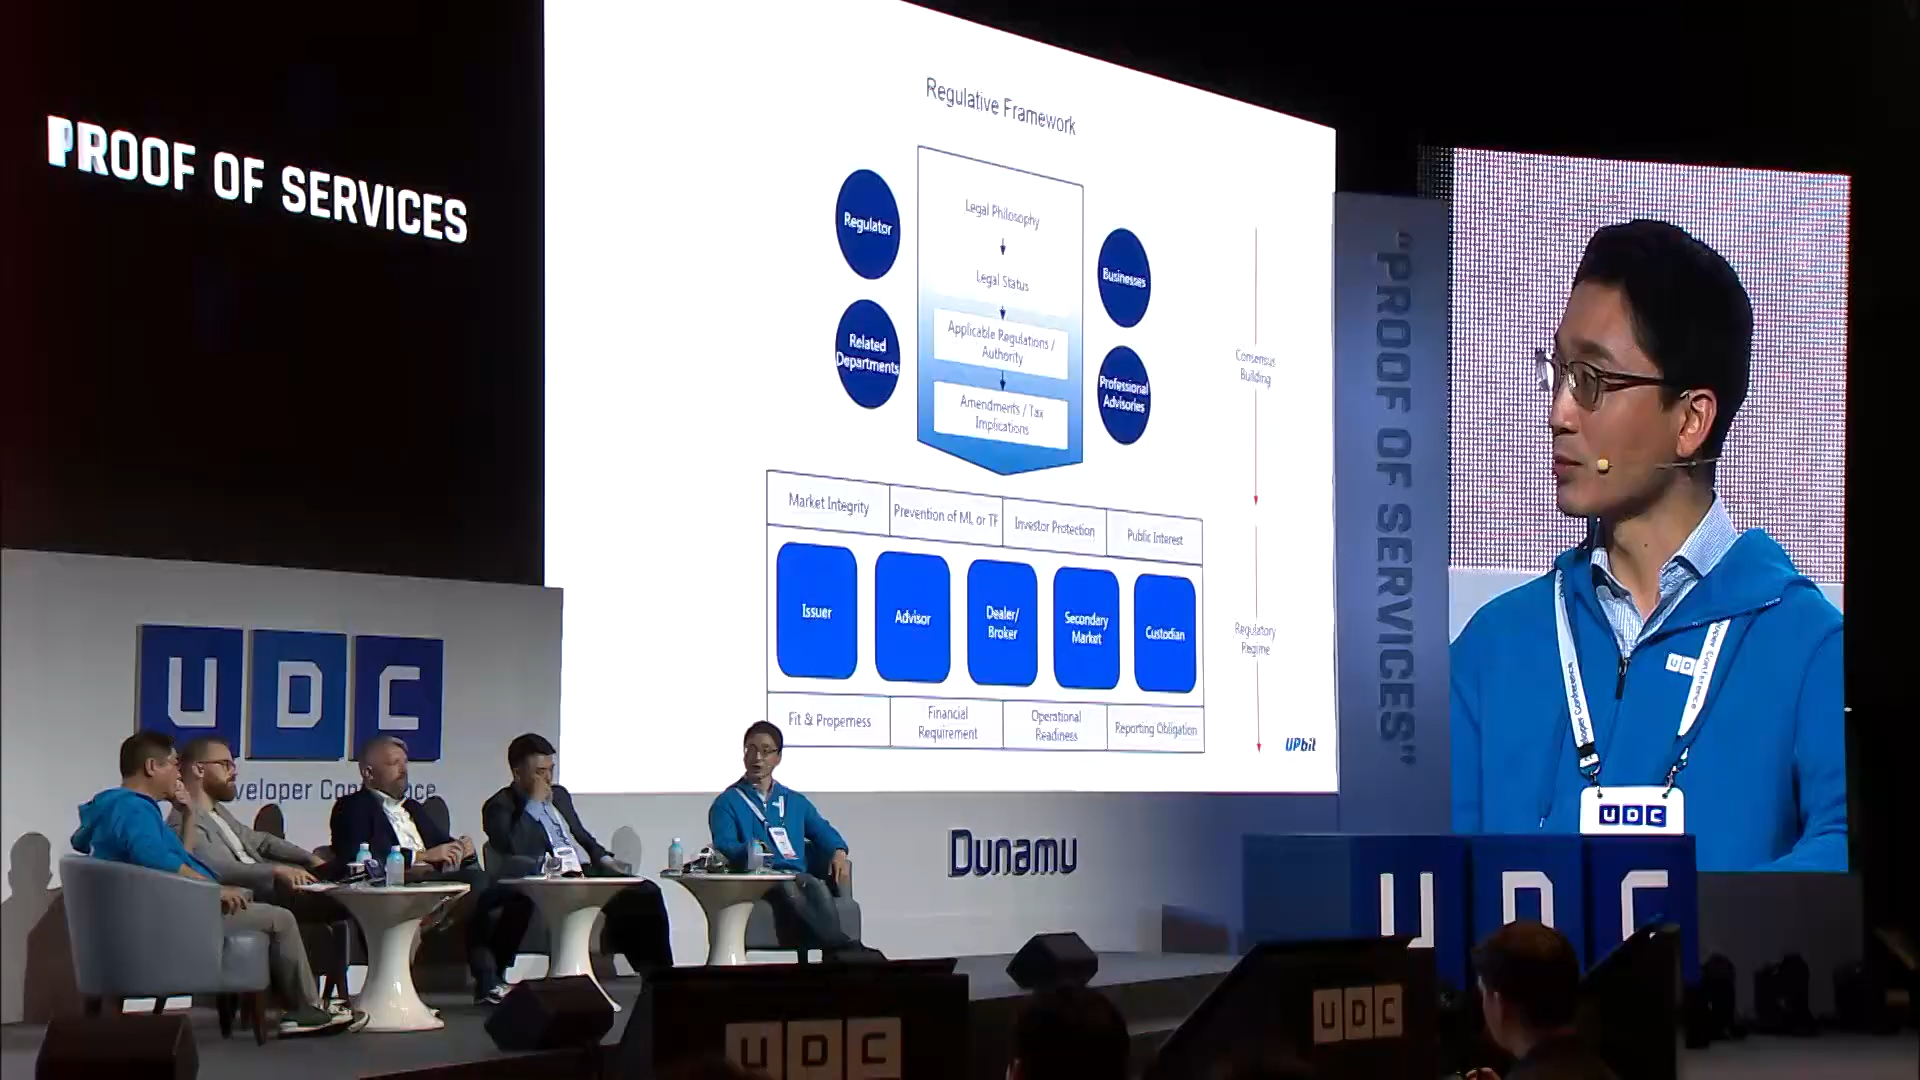 PROOF OF SERVICES
Regulative Framework
Regulator
Related
Departments
Legal Philosophy
Legal Status
Applicable Regulations /
Authority
Amendments / Tax
Implications
Businesses
Professional
Advisories
Consensus
Building
Market Integrity
Prevention of ML or TF
Investor Protection
Public Interest
Issuer
Advisor
Dealer/
Broker
Secondary
Market
Custodian
Regulatory
Regime
Fit & Properness
Financial
Requirement
Operational
Readiness
Reporting Obligation
UPbit
"PROOF OF SERVICES"
UDC
Dunamu
UDC
UDC
UDC
UDC